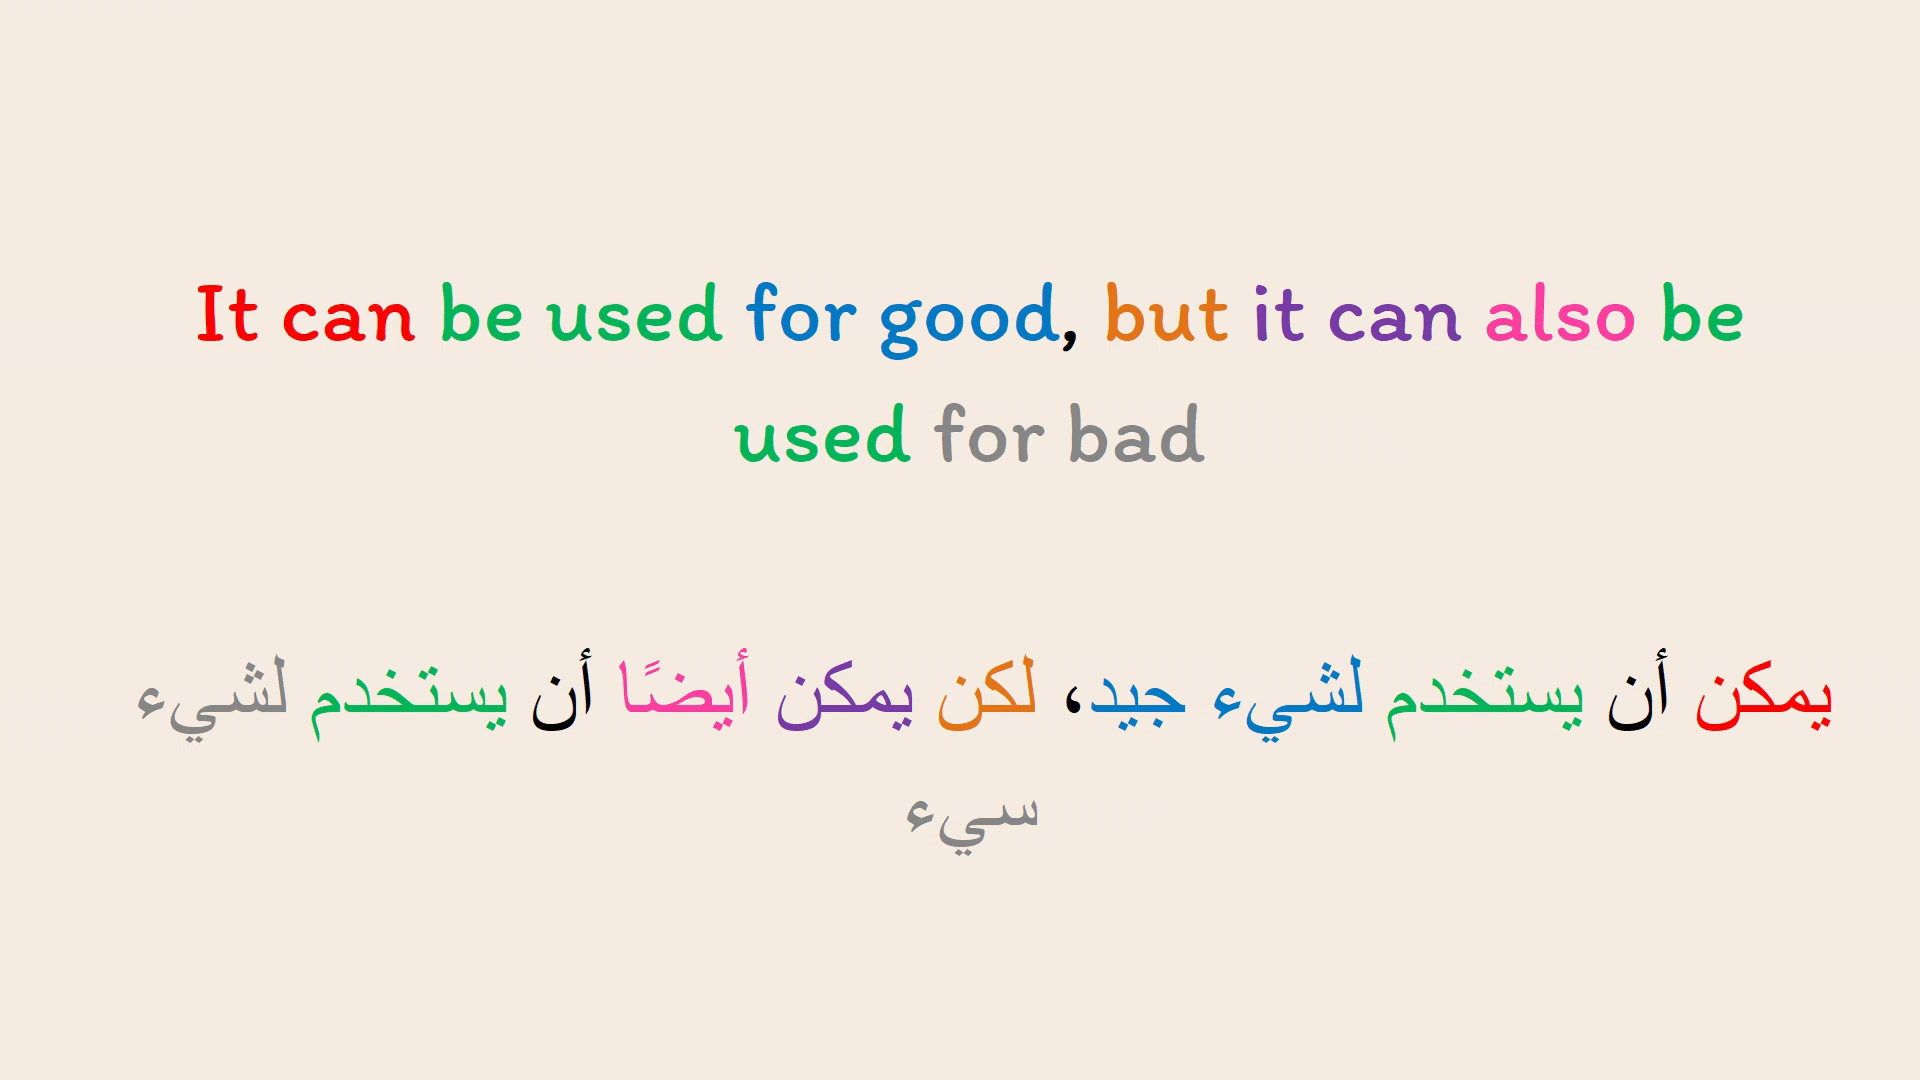 It can be used for good, but it can also be
used for bad
يمكن أن يستخدم لشيء جيد، لكن يمكن أيضًا أن يستخدم لشيء
سيء